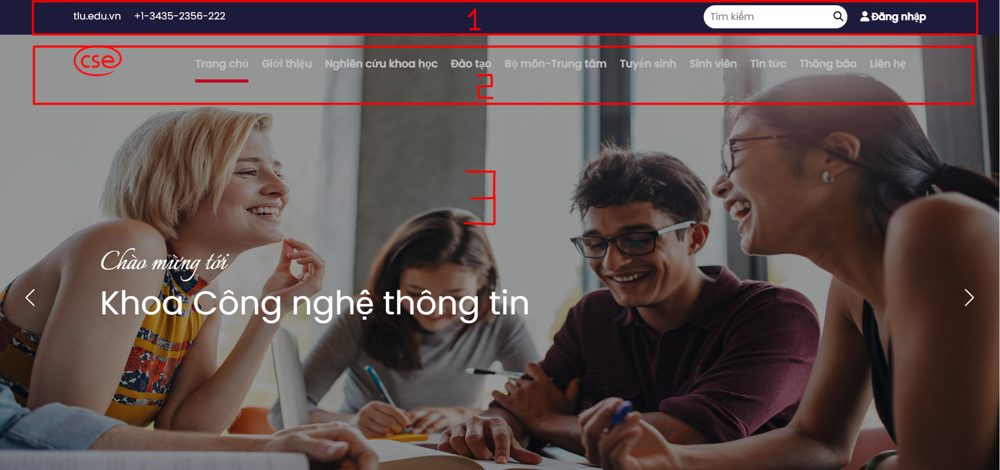 tlu.edu.vn +1-3435-2356-222 1 Tìm kiếm Đăng nhập
cse Trang chủ Giới thiệu Nghiên cứu khoa học Đào tạo Bộ môn-Trung tâm Tuyển sinh Sinh viên Tin tức Thông báo Liên hệ
2
3
Chào mừng tới
Khoa Công nghệ thông tin